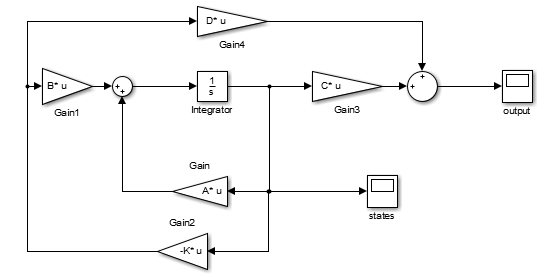 D* u
Gain4
B* u
+
+
1
s
C* u
+
+
Gain1
Integrator
Gain3
output
Gain
A* u
states
Gain2
-K* u